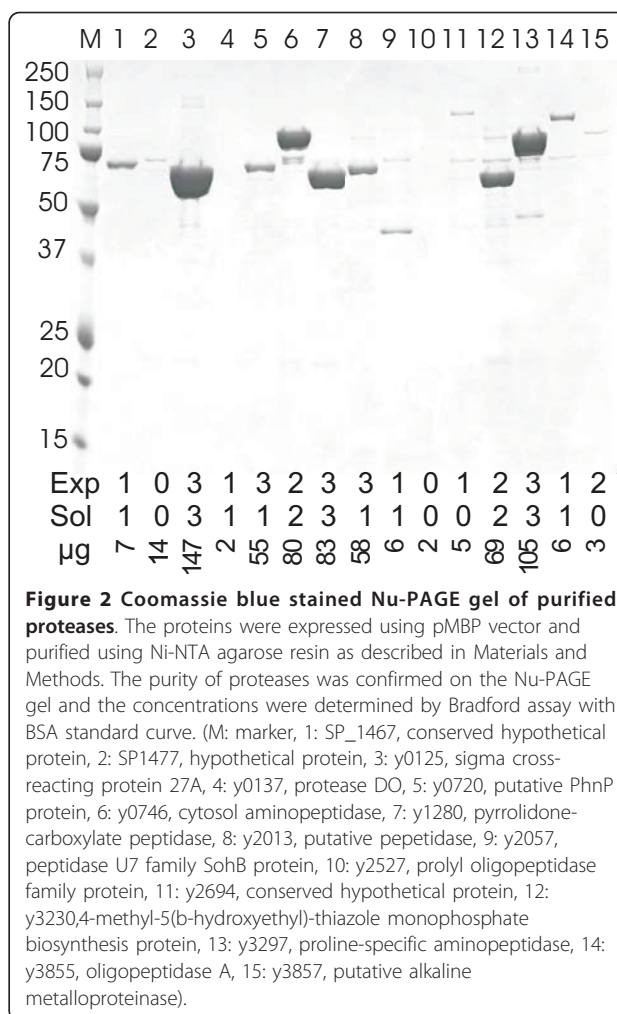 M 1 2 3 4 5 6 7 8 9 10 11 12 13 14 15
250
150
100
75
50
37
25
20
15
Exp 1 0 3 1 3 2 3 3 1 0 1 2 3 1 2
Sol 1 0 3 1 1 2 3 1 1 0 0 2 3 1 0
µg 7 14 147 2 55 80 83 58 6 2 5 69 105 6 3
Figure 2 Coomassie blue stained Nu-PAGE gel of purified
proteases. The proteins were expressed using pMBP vector and
purified using Ni-NTA agarose resin as described in Materials and
Methods. The purity of proteases was confirmed on the Nu-PAGE
gel and the concentrations were determined by Bradford assay with
BSA standard curve. (M: marker, 1: SP_1467, conserved hypothetical
protein, 2: SP1477, hypothetical protein, 3: y0125, sigma cross-
reacting protein 27A, 4: y0137, protease DO, 5: y0720, putative PhnP
protein, 6: y0746, cytosol aminopeptidase, 7: y1280, pyrrolidone-
carboxylate peptidase, 8: y2013, putative pepetidase, 9: y2057,
peptidase U7 family SohB protein, 10: y2527, prolyl oligopeptidase
family protein, 11: y2694, conserved hypothetical protein, 12:
y3230,4-methyl-5(b-hydroxyethyl)-thiazole monophosphate
biosynthesis protein, 13: y3297, proline-specific aminopeptidase, 14:
y3855, oligopeptidase A, 15: y3857, putative alkaline
metalloproteinase).